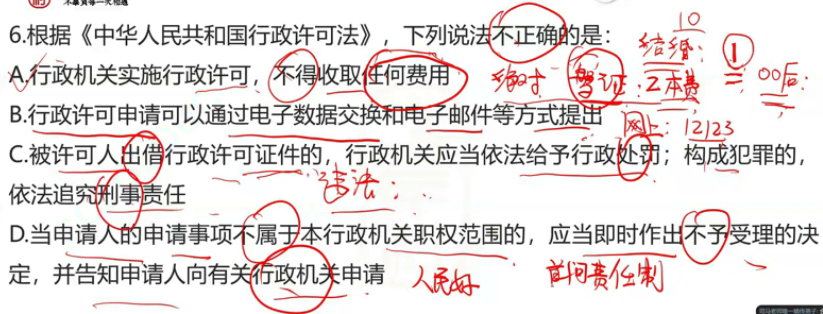 6.根据《中华人民共和国行政许可法》，下列说法不正确的是：
10
结婚：
①
A.行政机关实施行政许可，不得收取任何费用
驾证：工本费
00后：
B.行政许可申请可以通过电子数据交换和电子邮件等方式提出
网上：12123
C.被许可人出借行政许可证件的，行政机关应当依法给予行政处罚；构成犯罪的，
依法追究刑事责任
违法：
D.当申请人的申请事项不属于本行政机关职权范围的，应当即时作出不予受理的决
定，并告知申请人向有关行政机关申请
人民好
首问责任制